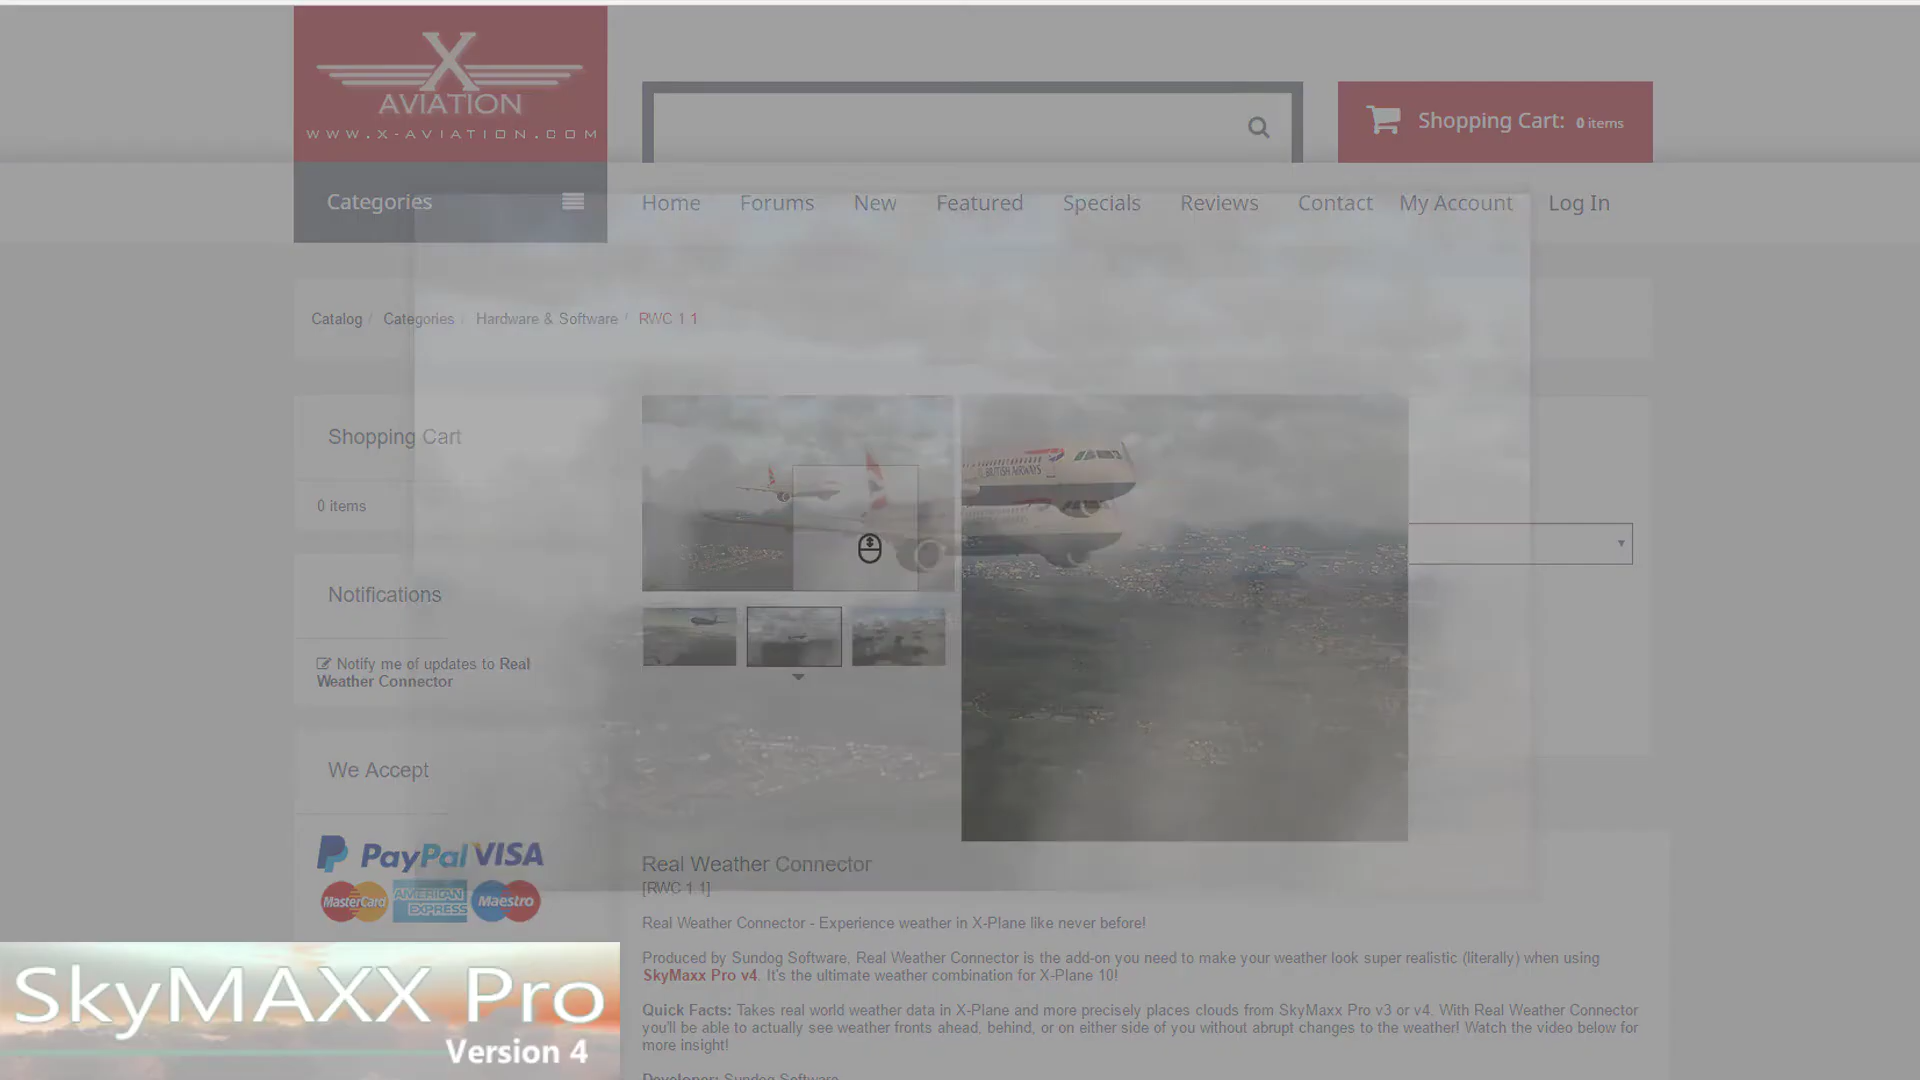 X
AVIATION
WWW.X-AVIATION.COM
Shopping Cart: 0 items
Categories
Home Forums New Featured Specials Reviews Contact My Account Log In
Catalog / Categories / Hardware & Software / RWC 1 1
Shopping Cart
0 items
BRITISH AIRWAYS
Notifications
Notify me of updates to Real
Weather Connector
We Accept
PayPal VISA
MasterCard AMERICAN EXPRESS Maestro
Real Weather Connector
[RWC 1 1]
Real Weather Connector - Experience weather in X-Plane like never before!
Produced by Sundog Software, Real Weather Connector is the add-on you need to make your weather look super realistic (literally) when using
SkyMaxx Pro v4. It's the ultimate weather combination for X-Plane 10!
Quick Facts: Takes real world weather data in X-Plane and more precisely places clouds from SkyMaxx Pro v3 or v4. With Real Weather Connector
you'll be able to actually see weather fronts ahead, behind, or on either side of you without abrupt changes to the weather! Watch the video below for
more insight!
Developer: Sundog Software
SkyMAXX Pro
Version 4